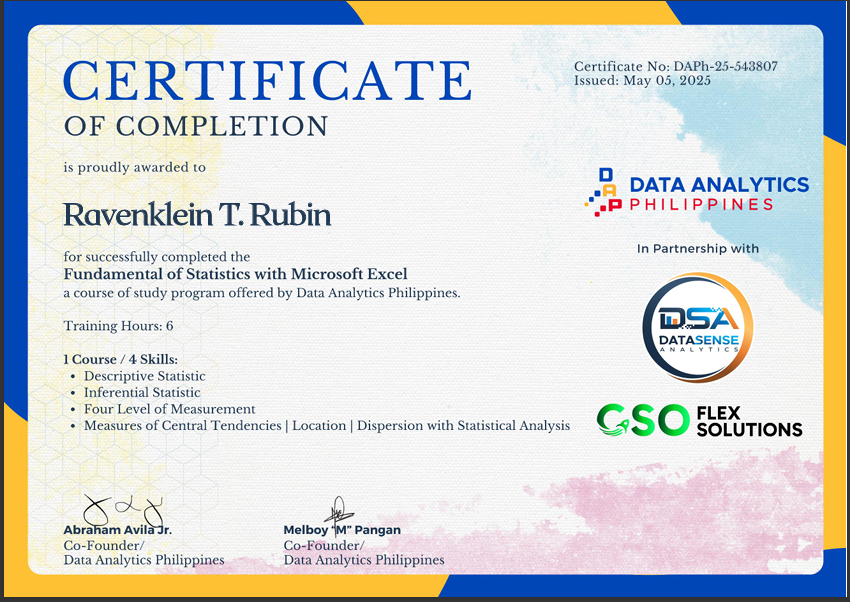 CERTIFICATE
OF COMPLETION
Certificate No: DAPh-25-543807
Issued: May 05, 2025
is proudly awarded to
Ravenklein T. Rubin
for successfully completed the
Fundamental of Statistics with Microsoft Excel
a course of study program offered by Data Analytics Philippines.
Training Hours: 6
1 Course / 4 Skills:
• Descriptive Statistic
• Inferential Statistic
• Four Level of Measurement
• Measures of Central Tendencies | Location | Dispersion with Statistical Analysis
D
A
P
DATA ANALYTICS
PHILIPPINES
In Partnership with
DSA
DATASENSE
ANALYTICS
GSO FLEX
SOLUTIONS
Abraham Avila Jr.
Co-Founder/
Data Analytics Philippines
Melboy "M" Pangan
Co-Founder/
Data Analytics Philippines